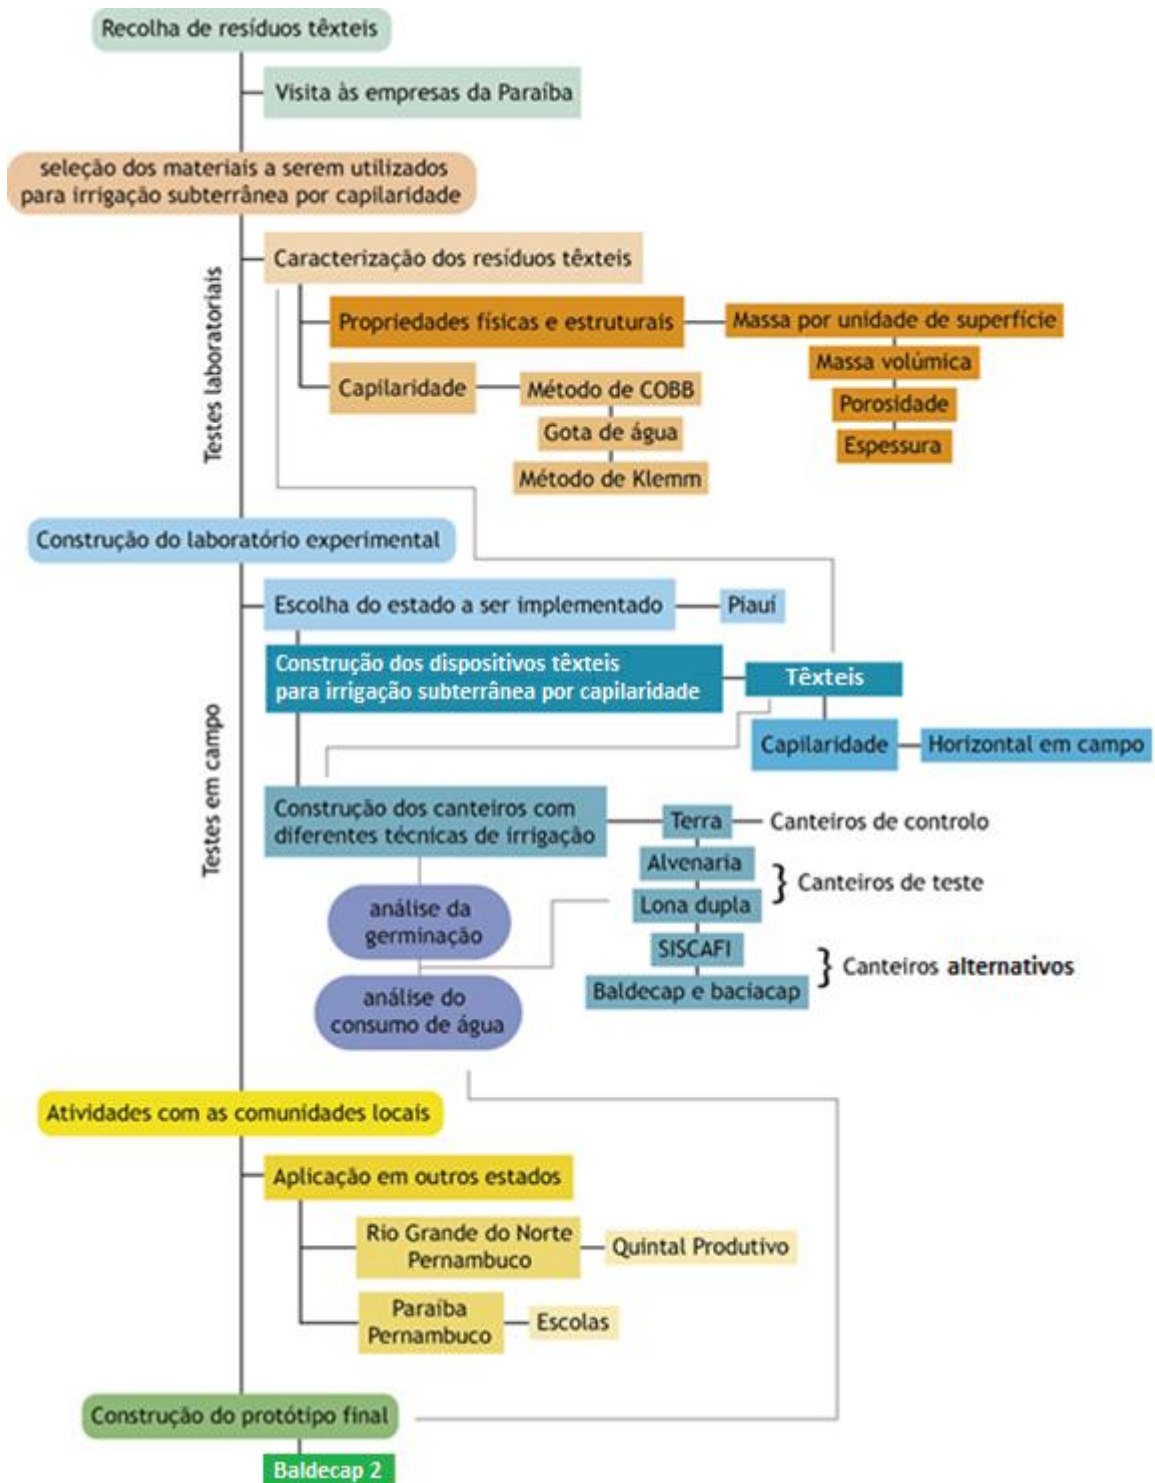 Recolha de resíduos têxteis
Visita às empresas da Paraíba
seleção dos materiais a serem utilizados
para irrigação subterrânea por capilaridade
Testes laboratoriais
Caracterização dos resíduos têxteis
Propriedades físicas e estruturais
Massa por unidade de superfície
Massa volúmica
Porosidade
Espessura
Capilaridade
Método de COBB
Gota de água
Método de Klemm
Construção do laboratório experimental
Testes em campo
Escolha do estado a ser implementado
Piauí
Construção dos dispositivos têxteis
para irrigação subterrânea por capilaridade
Têxteis
Capilaridade
Horizontal em campo
Construção dos canteiros com
diferentes técnicas de irrigação
Terra
Canteiros de controlo
Alvenaria
Lona dupla
} Canteiros de teste
SISCAFI
Baldecap e baciacap
} Canteiros alternativos
análise da
germinação
análise do
consumo de água
Atividades com as comunidades locais
Aplicação em outros estados
Rio Grande do Norte
Pernambuco
Quintal Produtivo
Paraíba
Pernambuco
Escolas
Construção do protótipo final
Baldecap 2